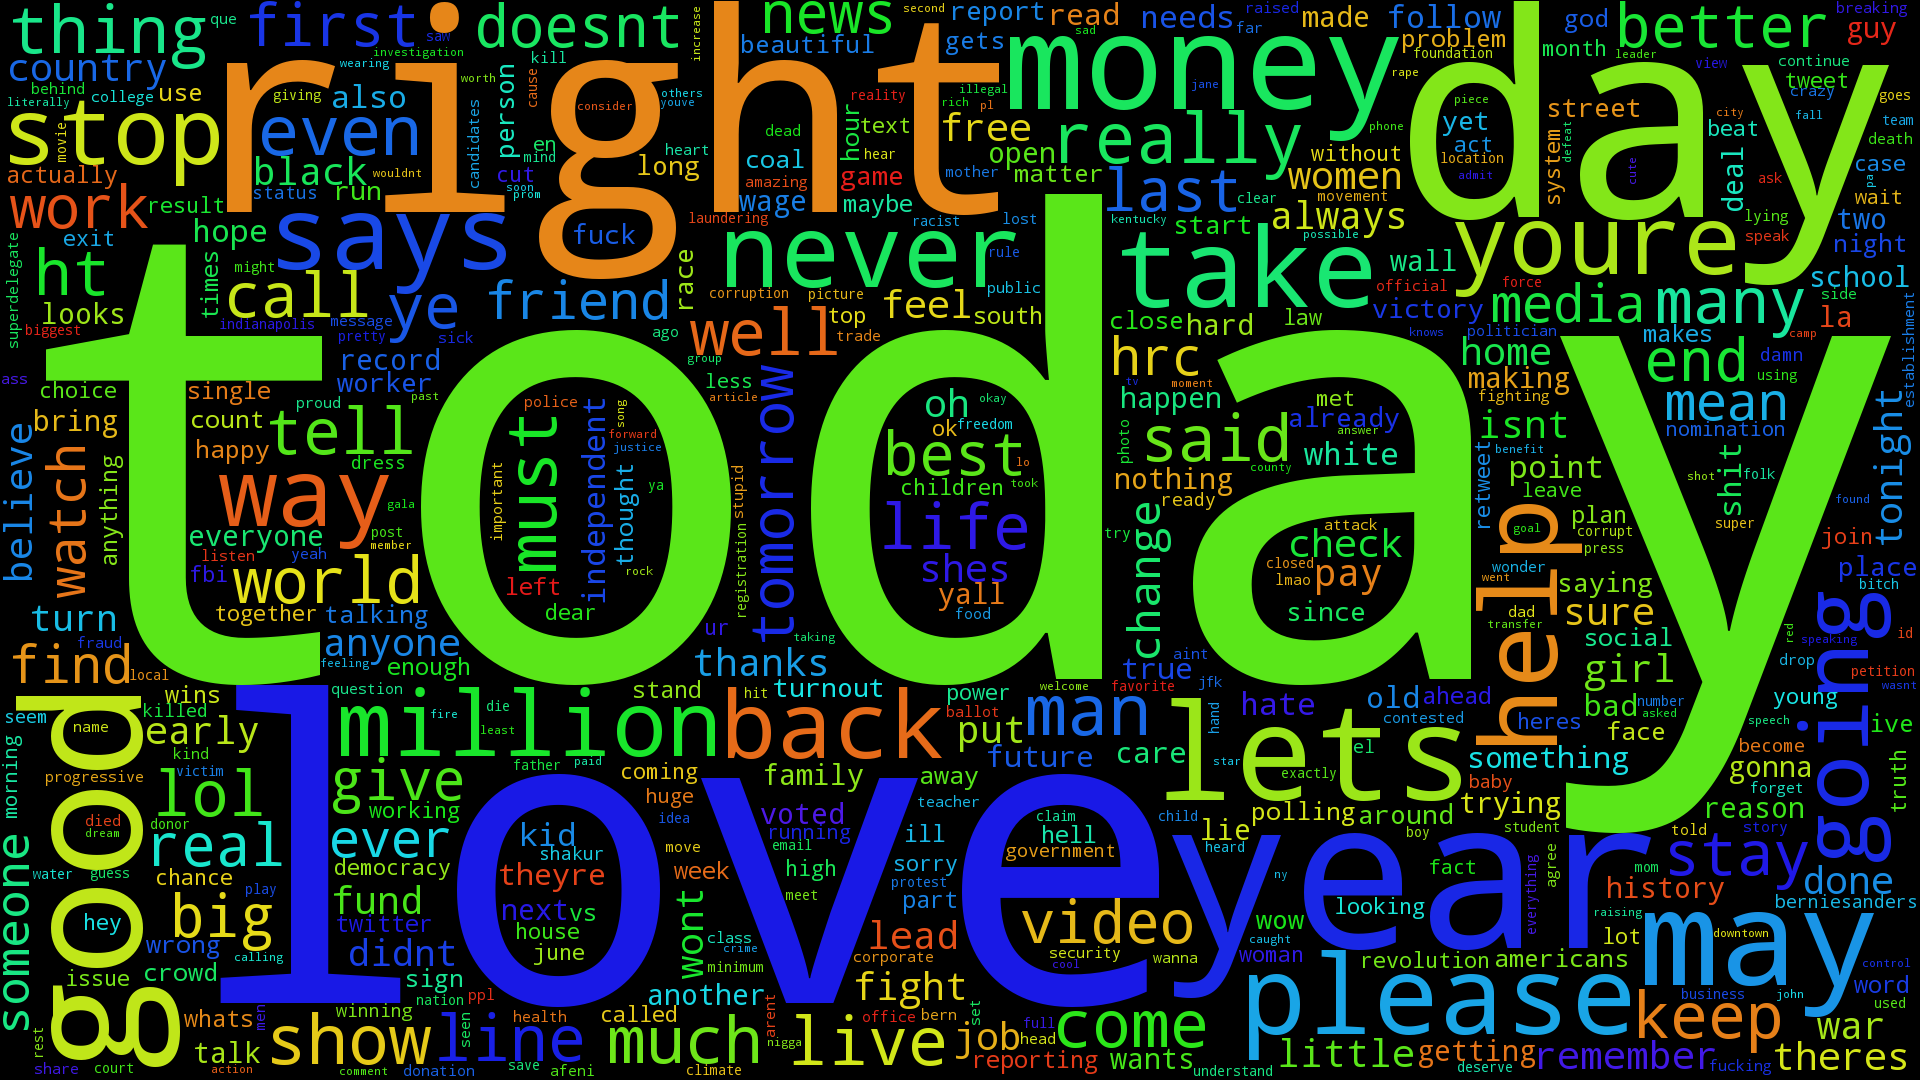 today
love
right
day
year
good
money
may
please
never
take
stop
youre
lets
back
million
says
help
going
way
life
world
find
well
man
live
much
show
line
come
keep
stay
real
big
lol
ever
give
video
said
best
must
tomorrow
tell
call
ye
friend
work
ht
thing
first
doesnt
news
better
really
last
even
country
many
media
end
mean
hrc
always
women
free
black
also
person
beautiful
report
read
needs
made
follow
problem
god
month
guy
breaking
continue
tweet
leader
view
crazy
goes
team
death
city
fall
beat
case
wait
two
night
school
side
la
camp
makes
politician
victory
home
making
fighting
isnt
nomination
damn
using
establishment
tonight
retweet
point
leave
plan
corrupt
press
join
place
bitch
wonder
went
saying
sure
dad
transfer
social
girl
bad
number
asked
drop
young
petition
id
wasnt
speaking
red
ive
truth
become
gonna
forget
reason
story
told
student
trying
baby
something
heres
face
speech
history
mom
done
berniesanders
raising
lot
downtown
americans
revolution
control
word
used
business
john
war
theres
remember
fucking
getting
deserve
little
understand
wants
reporting
job
head
full
set
bern
office
fight
corporate
lead
another
called
climate
nigga
arent
minimum
crime
class
wont
save
afeni
health
seen
ppl
nation
sign
winning
donation
comment
action
talk
whats
men
court
share
rest
issue
crowd
calling
wrong
hey
someone
morning
water
guess
chance
play
donor
dream
died
progressive
victim
kind
early
killed
name
seem
wins
local
fraud
turn
believe
watch
anything
bring
choice
ass
biggest
looks
superdelegate
exit
hope
times
might
indianapolis
message
pretty
sick
record
worker
past
single
count
proud
happy
dress
everyone
listen
yeah
fbi
together
talking
anyone
feeling
enough
question
post
member
gala
important
police
song
forward
justice
independent
thought
ya
left
dear
rock
registration
stupid
ur
taking
thanks
stand
hit
turnout
die
least
fire
father
paid
coming
huge
idea
family
away
teacher
working
democracy
fund
twitter
didnt
kid
shakur
theyre
next
vs
house
june
move
week
voted
running
email
high
meet
ill
sorry
protest
part
claim
hell
government
security
cool
wanna
care
future
put
power
ballot
welcome
favorite
true
aint
jfk
hand
star
child
heard
lie
boy
polling
around
exactly
el
contested
old
ahead
hate
wow
caught
woman
looking
ny
fact
agree
everything
change
try
nothing
ready
photo
happen
moment
tv
county
answer
already
met
white
attack
check
closed
lmao
pay
since
oh
ok
okay
freedom
children
lo
took
shes
yall
food
less
article
group
ago
race
corruption
picture
top
trade
feel
south
public
rule
lost
racist
laundering
wage
amazing
coal
dead
maybe
mother
game
hear
text
hour
reality
rich
pl
illegal
open
matter
gets
second
sad
far
raised
jane
rape
phone
foundation
without
movement
clear
start
kentucky
possible
wall
official
force
law
hard
close
knows
yet
act
piece
location
admit
street
system
defeat
cute
deal
ask
lying
speak
pa
benefit
shit
folk
shot
super
goal
found
que
saw
investigation
wearing
kill
worth
giving
behind
college
literally
use
movie
actually
result
status
run
candidates
wouldnt
cut
soon
prom
en
mind
cause
consider
others
youve
heart
long
increase
fuck